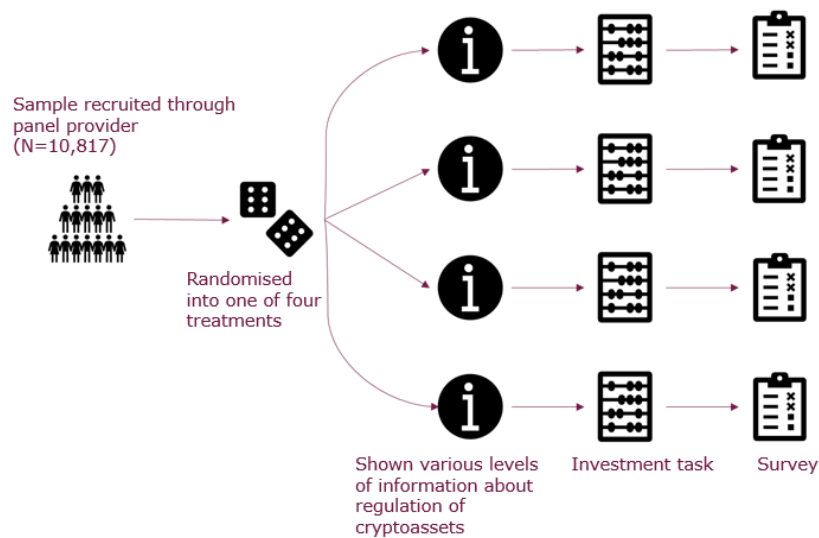 Sample recruited through
panel provider
(N=10,817)
Randomised
into one of four
treatments
Shown various levels
of information about
regulation of
cryptoassets
Investment task
Survey